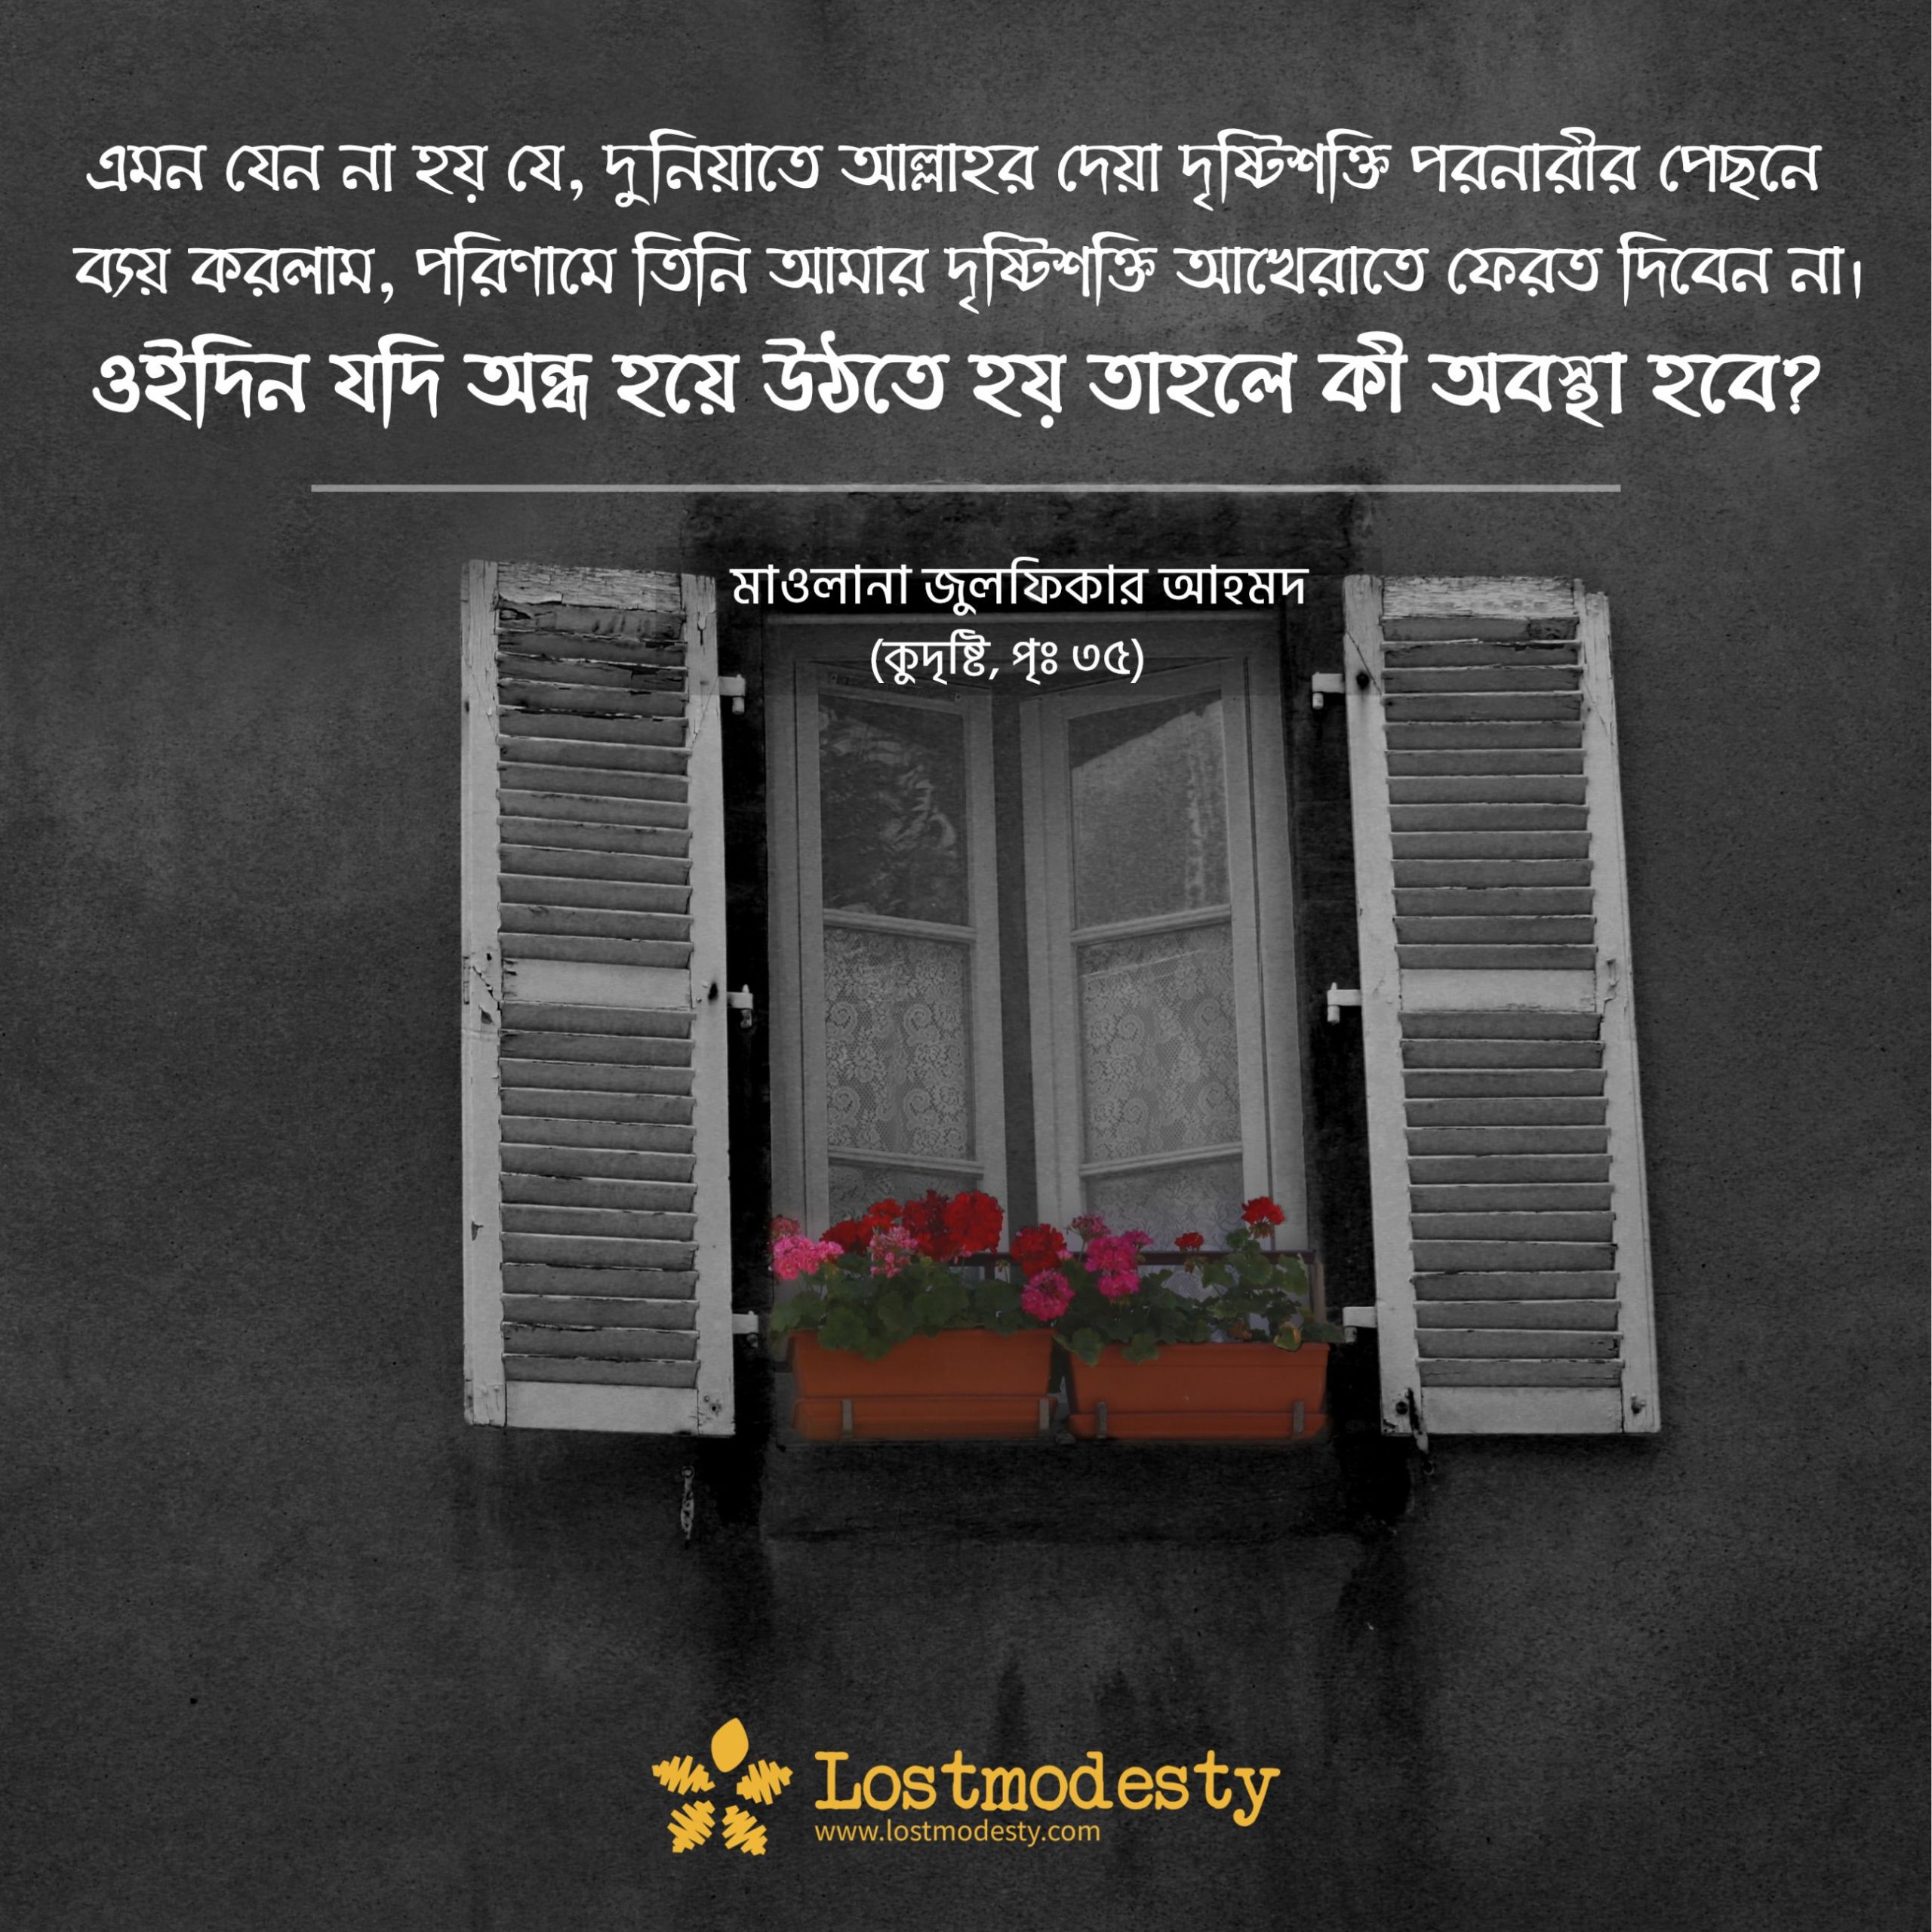 এমন যেন না হয় যে, দুনিয়াতে আল্লাহর দেয়া দৃষ্টিশক্তি পরনারীর পেছনে
ব্যয় করলাম, পরিণামে তিনি আমার দৃষ্টিশক্তি আখেরাতে ফেরত দিবেন না।
ওইদিন যদি অন্ধ হয়ে উঠতে হয় তাহলে কী অবস্থা হবে?
মাওলানা জুলফিকার আহমদ
(কুদৃষ্টি, পৃঃ ৩৫)
Lostmodesty
www.lostmodesty.com